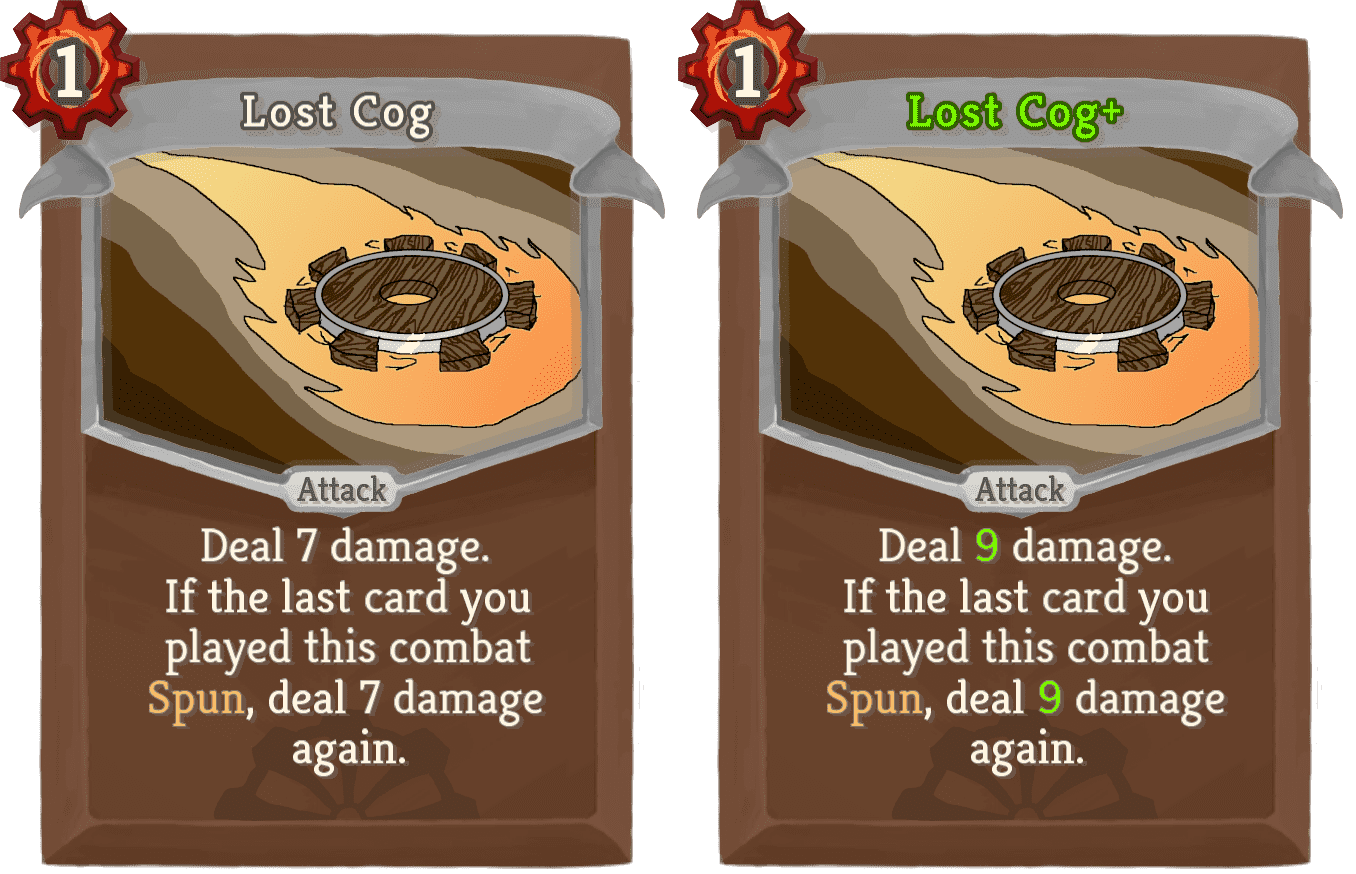 1
Lost Cog
Attack
Deal 7 damage.
If the last card you
played this combat
Spun, deal 7 damage
again.
1
Lost Cog+
Attack
Deal 9 damage.
If the last card you
played this combat
Spun, deal 9 damage
again.